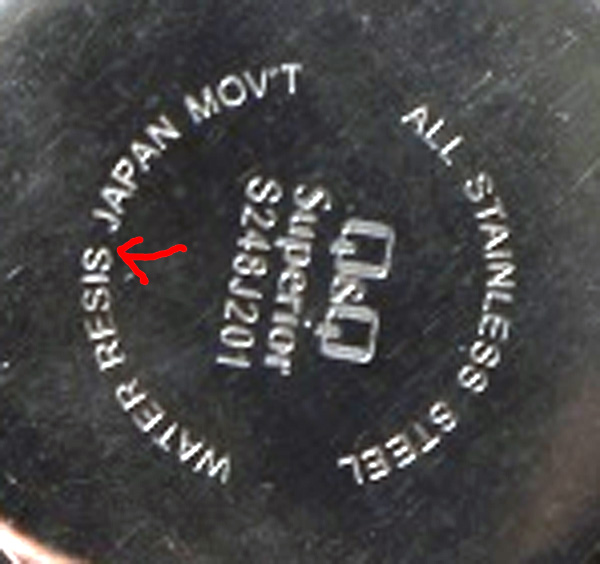 Q&Q
Superior
S248J201
ALL STAINLESS STEEL
WATER RESIS JAPAN MOV'T